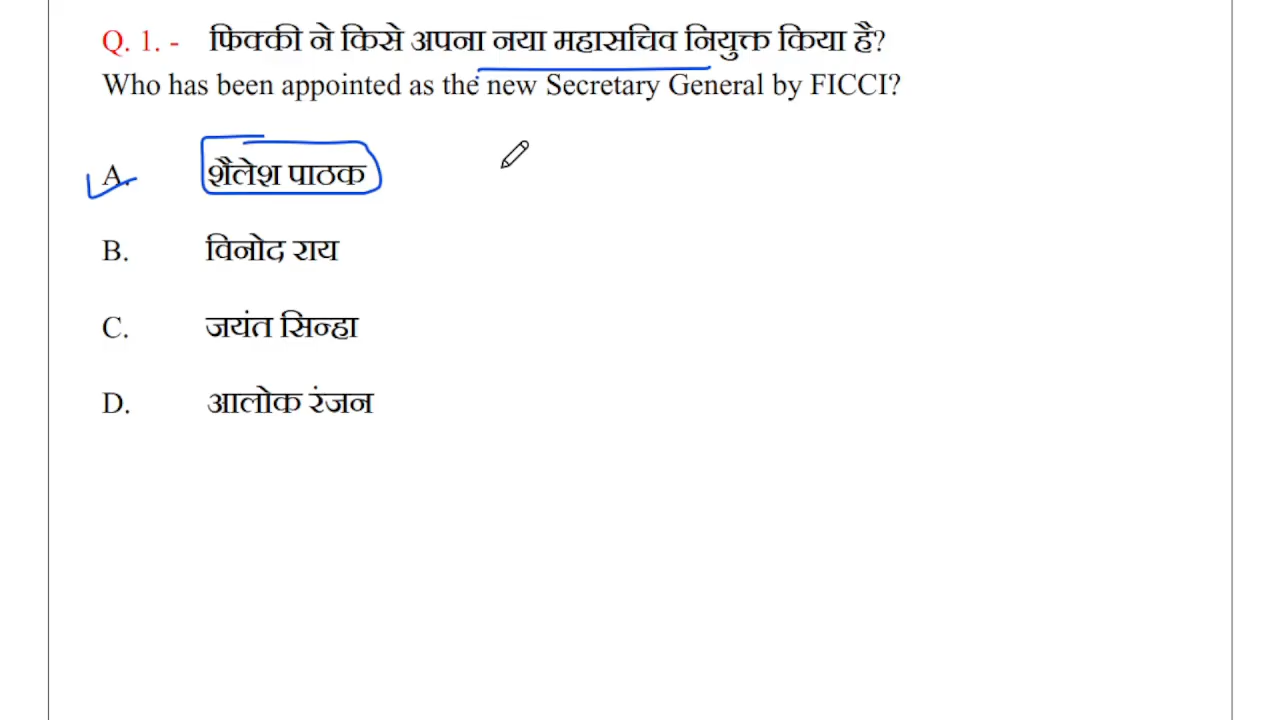 Q. 1. - फिक्की ने किसे अपना नया महासचिव नियुक्त किया है?
Who has been appointed as the new Secretary General by FICCI?
A. शैलेश पाठक
B. विनोद राय
C. जयंत सिन्हा
D. आलोक रंजन